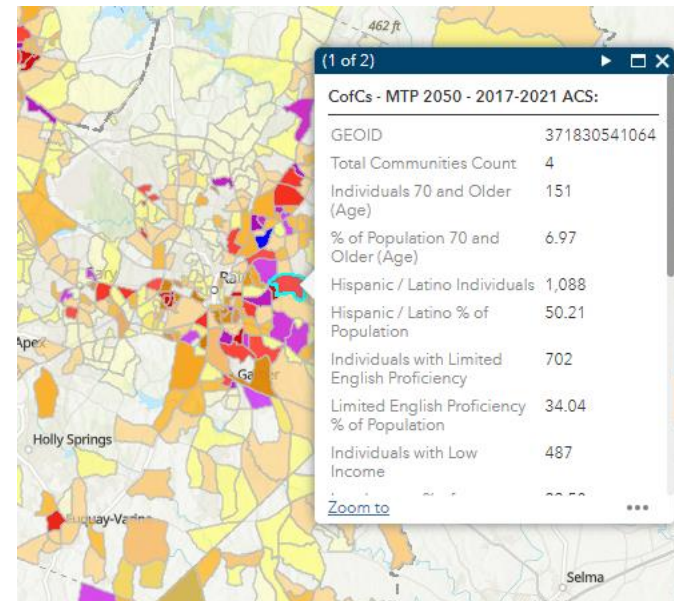 462 ft
(1 of 2)
CofCs - MTP 2050 - 2017-2021 ACS:
GEOID 371830541064
Total Communities Count 4
Individuals 70 and Older (Age) 151
% of Population 70 and Older (Age) 6.97
Hispanic / Latino Individuals 1,088
Hispanic / Latino % of Population 50.21
Individuals with Limited English Proficiency 702
Limited English Proficiency % of Population 34.04
Individuals with Low Income 487
Zoom to
Cary
Apex
Holly Springs
Fuquay-Varina
Selma